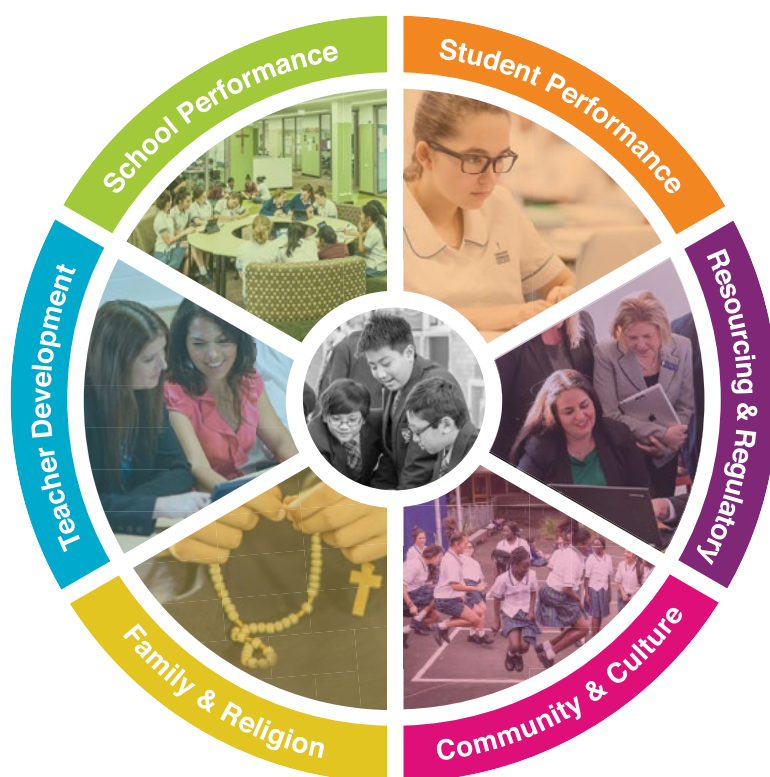 School Performance
Student Performance
Resourcing & Regulatory
Community & Culture
Family & Religion
Teacher Development